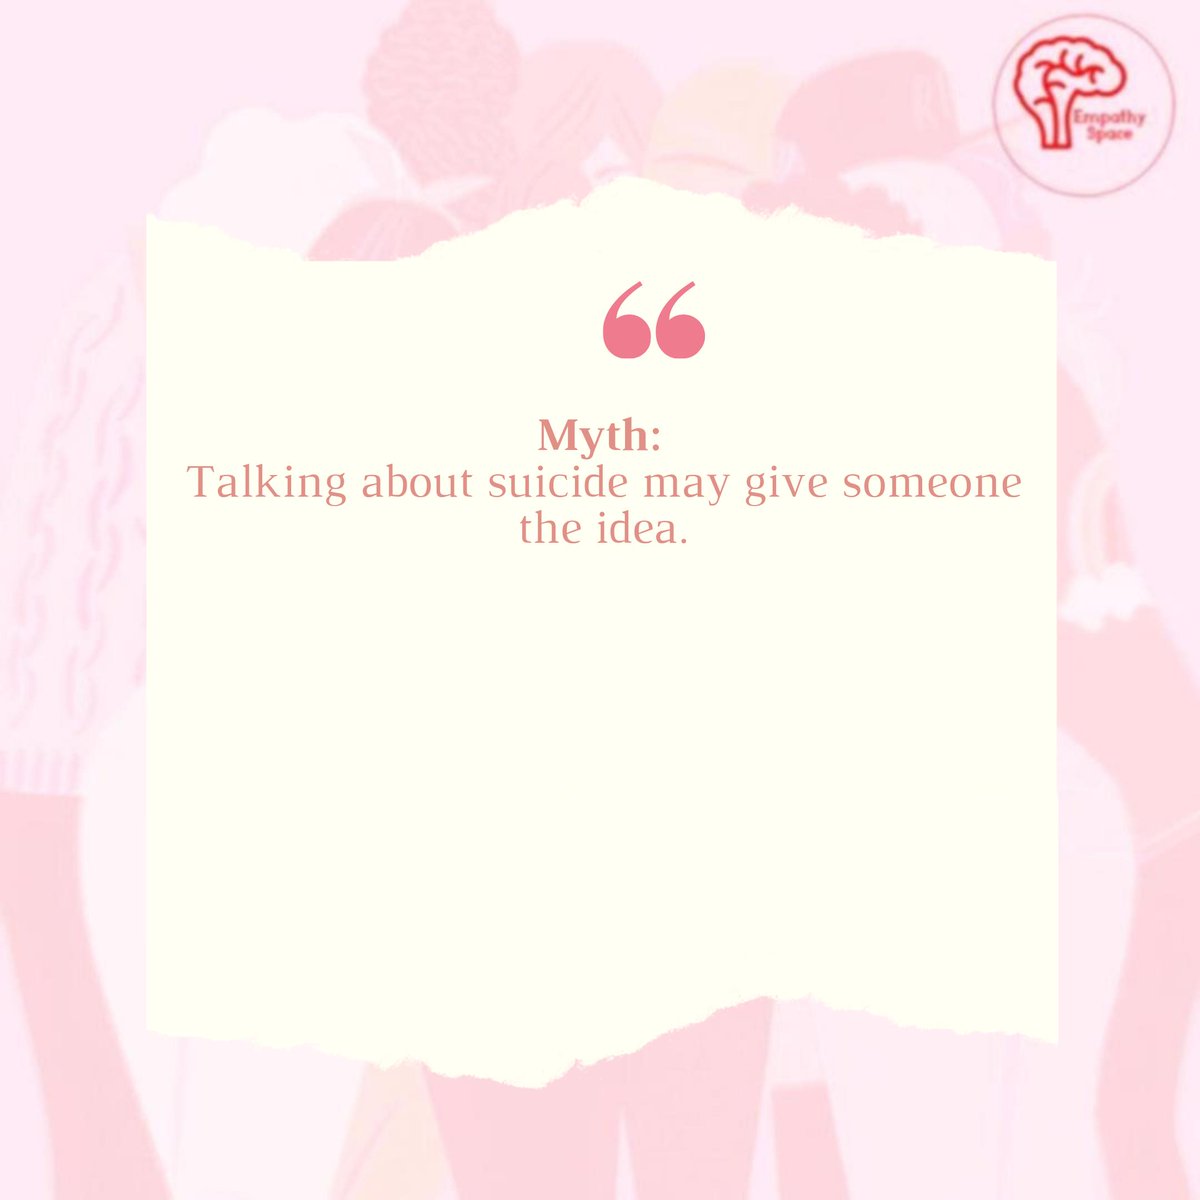 Empathy
Space
❝
Myth:
Talking about suicide may give someone
the idea.